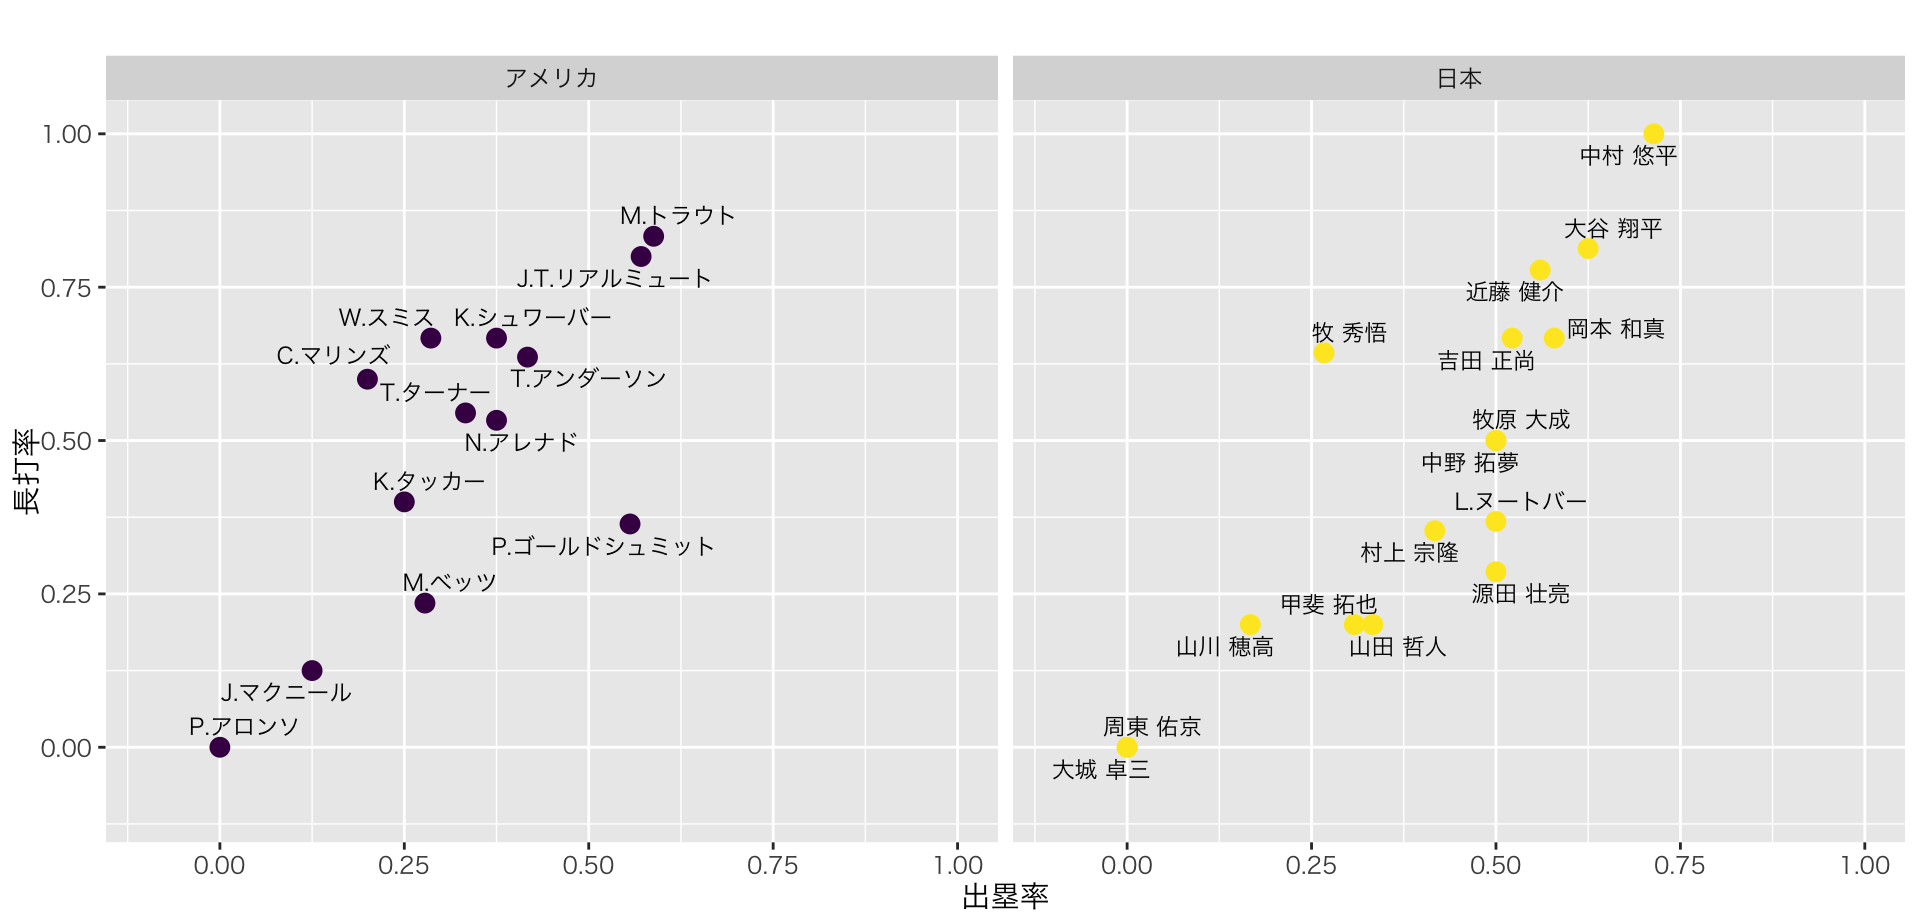 アメリカ
日本
長打率
1.00
0.75
0.50
0.25
0.00
M.トラウト
J.T.リアルミュート
W.スミス
K.シュワーバー
C.マリンズ
T.アンダーソン
T.ターナー
N.アレナド
K.タッカー
P.ゴールドシュミット
M.ベッツ
J.マクニール
P.アロンソ
中村 悠平
大谷 翔平
近藤 健介
岡本 和真
牧 秀悟
吉田 正尚
牧原 大成
中野 拓夢
L.ヌートバー
村上 宗隆
源田 壮亮
甲斐 拓也
山川 穂高
山田 哲人
周東 佑京
大城 卓三
0.00 0.25 0.50 0.75 1.00
0.00 0.25 0.50 0.75 1.00
出塁率